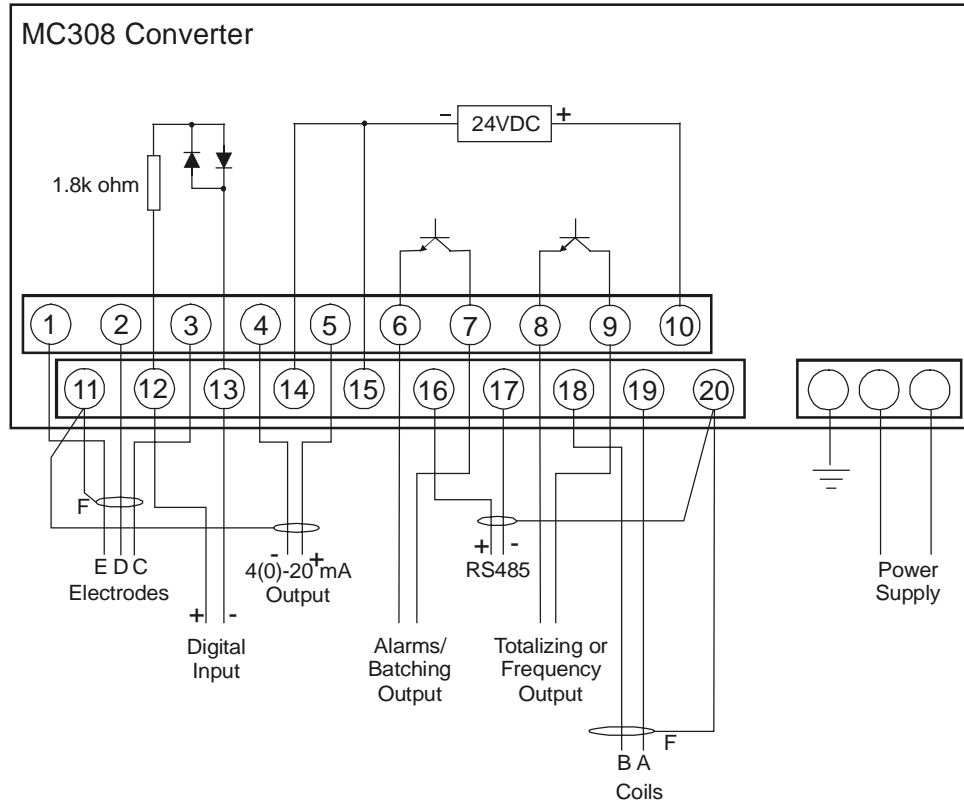 MC308 Converter
− 24VDC +
1.8k ohm
1 2 3 4 5 6 7 8 9 10
11 12 13 14 15 16 17 18 19 20
F
E D C
Electrodes
+ -
Digital
Input
- +
4(0)-20 mA
Output
Alarms/
Batching
Output
+ -
RS485
Totalizing or
Frequency
Output
F
B A
Coils
Power
Supply